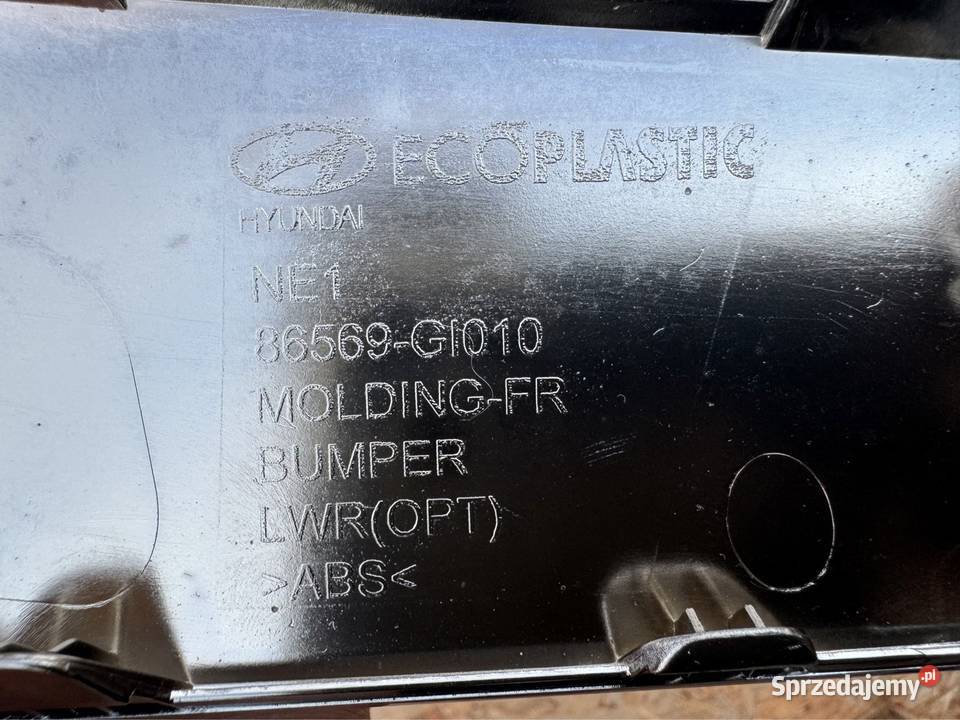 ECOPLASTIC
HYUNDAI
NE1
86569-GI010
MOLDING-FR
BUMPER
LWR(OPT)
>ABS<
Sprzedajemy.pl